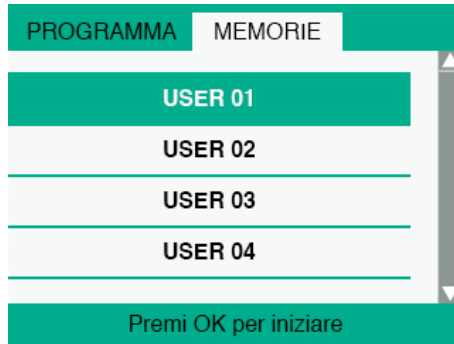 PROGRAMMA MEMORIE
USER 01
USER 02
USER 03
USER 04
Premi OK per iniziare